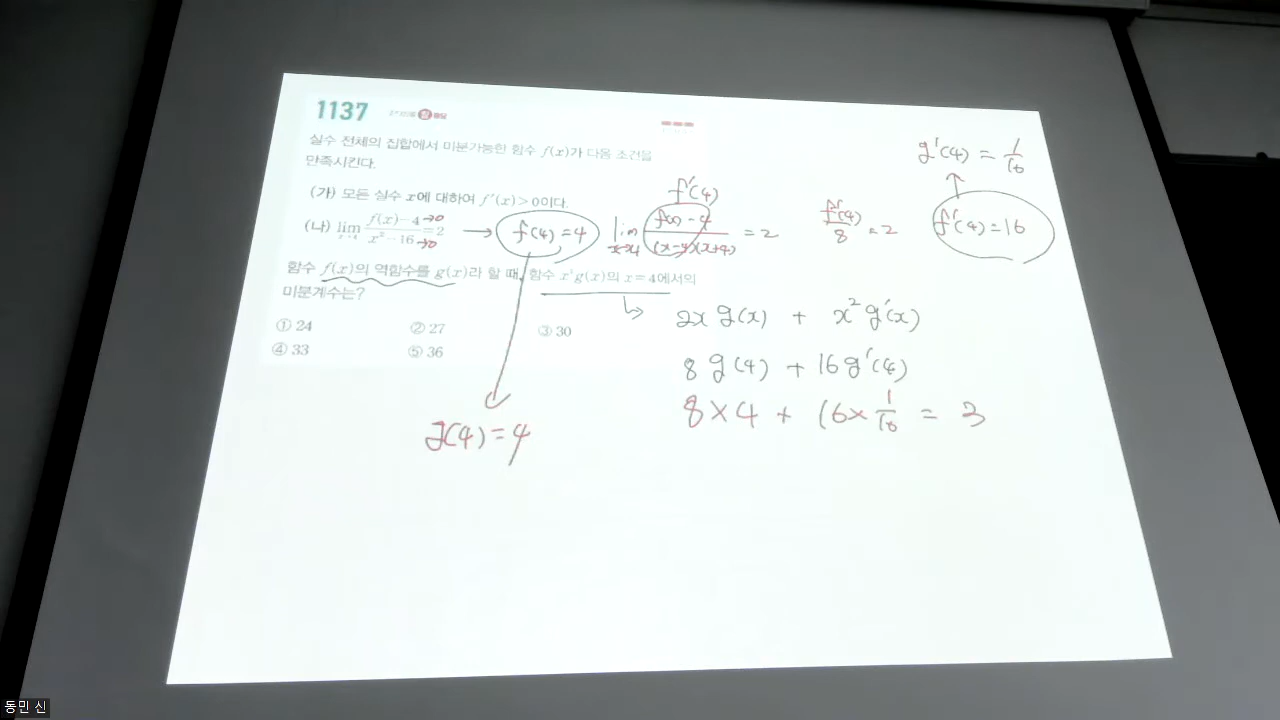 1137
실수 전체의 집합에서 미분가능한 함수 f(x)가 다음 조건을
만족시킨다.
(가) 모든 실수 x에 대하여 f'(x)>0이다.
(나) lim f(x)-4→0 / x²-16→0 =2 → f(4)=4
f'(4)
lim x→4 f(x)-4 / (x-4)(x+4) = 2
f'(4) / 8 = 2
f'(4)=16
g'(4) = 1/16
함수 f(x)의 역함수를 g(x)라 할 때, 함수 x²g(x)의 x=4에서의
미분계수는?
① 24 ② 27 ③ 30
④ 33 ⑤ 36
2x g(x) + x² g'(x)
8 g(4) + 16 g'(4)
8×4 + 16× 1/16 = 3
g(4)=4
동민 신